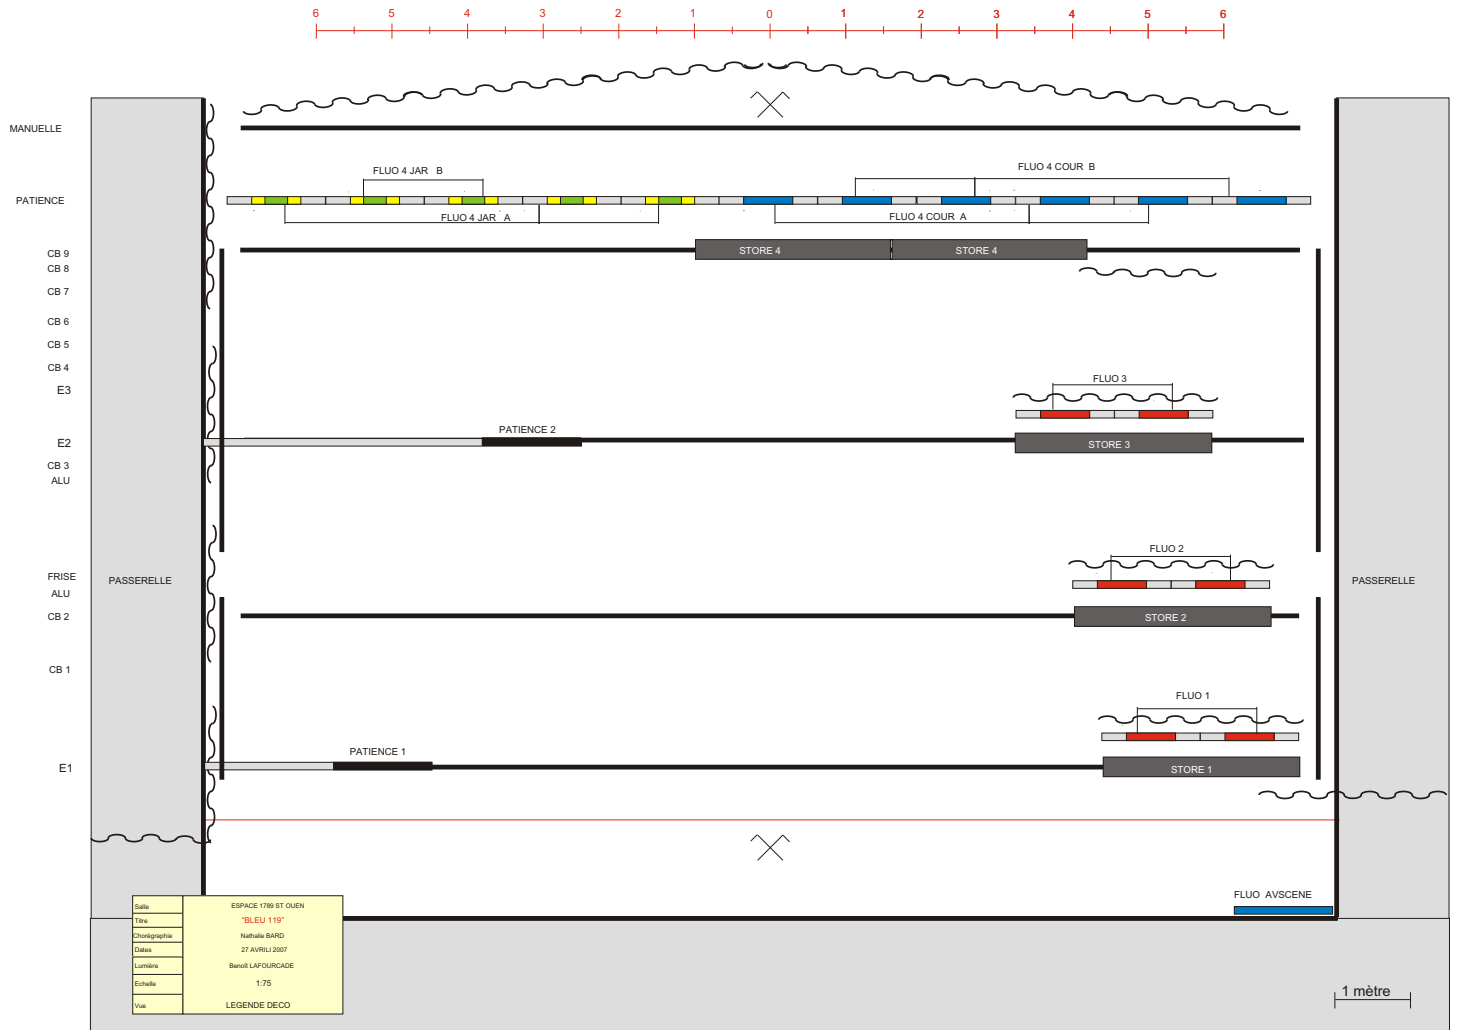 6 5 4 3 2 1 0 1 2 3 4 5 6
MANUELLE
FLUO 4 JAR B
FLUO 4 COUR B
PATIENCE
FLUO 4 JAR A
FLUO 4 COUR A
CB 9
STORE 4
STORE 4
CB 8
CB 7
CB 6
CB 5
CB 4
E3
FLUO 3
PATIENCE 2
E2
STORE 3
CB 3
ALU
FLUO 2
FRISE
PASSERELLE
PASSERELLE
ALU
CB 2
STORE 2
CB 1
FLUO 1
PATIENCE 1
E1
STORE 1
FLUO AVSCENE
Salle ESPACE 1789 ST OUEN
Titre "BLEU 119"
Chorégraphie Nathalie BARD
Dates 27 AVRILI 2007
Lumière Benoît LAFOURCADE
Echelle 1:75
Vue LEGENDE DECO
1 mètre